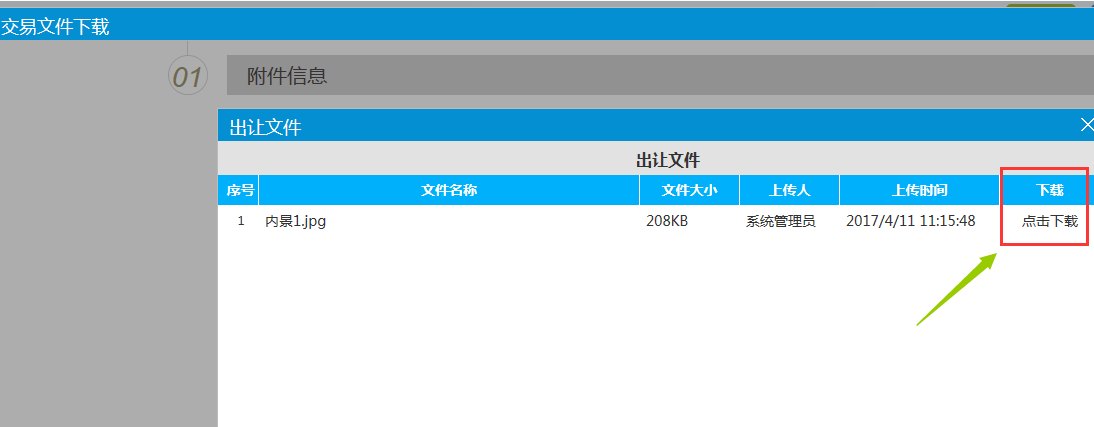 交易文件下载
01 附件信息
出让文件
出让文件
序号 文件名称 文件大小 上传人 上传时间 下载
1 内景1.jpg 208KB 系统管理员 2017/4/11 11:15:48 点击下载